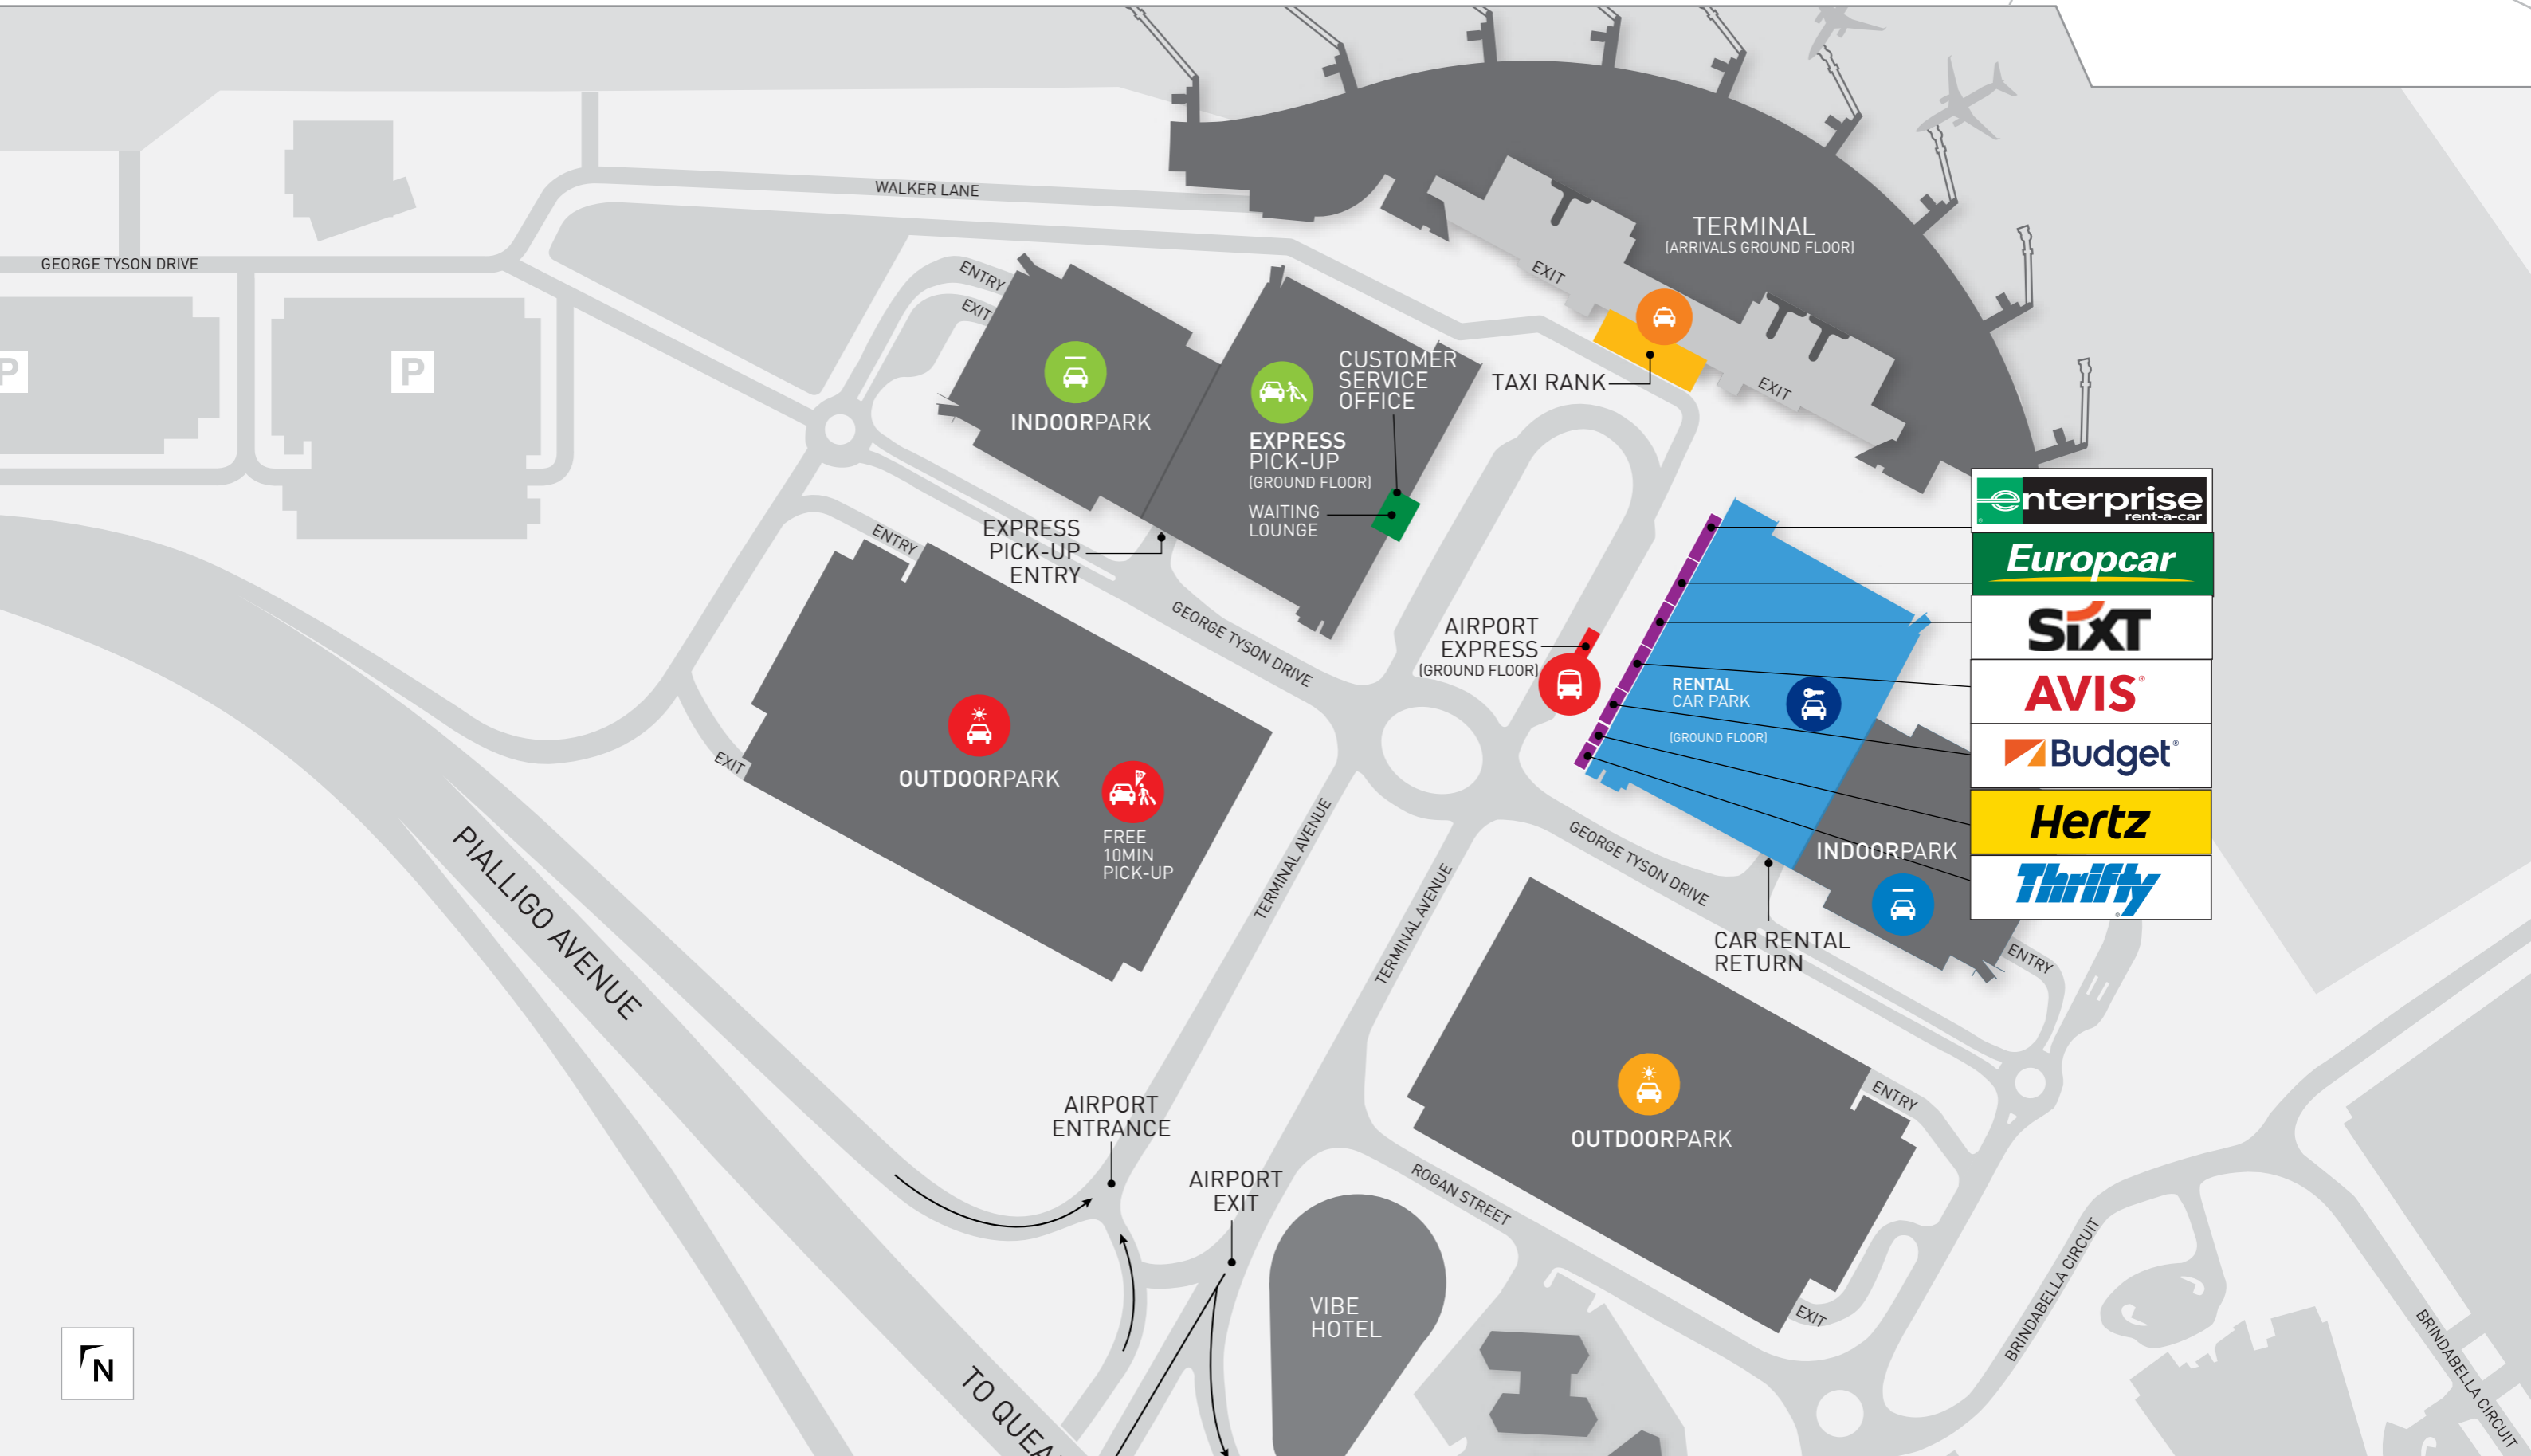 WALKER LANE
TERMINAL
(ARRIVALS GROUND FLOOR)
GEORGE TYSON DRIVE
EXIT
ENTRY
EXIT
P
P
INDOORPARK
CUSTOMER
SERVICE
OFFICE
TAXI RANK
EXIT
EXPRESS
PICK-UP
(GROUND FLOOR)
WAITING
LOUNGE
enterprise
rent-a-car
EXPRESS
PICK-UP
ENTRY
ENTRY
Europcar
GEORGE TYSON DRIVE
AIRPORT
EXPRESS
(GROUND FLOOR)
SIXT
RENTAL
CAR PARK
(GROUND FLOOR)
AVIS
Budget
EXIT
OUTDOORPARK
FREE
10MIN
PICK-UP
Hertz
PIALLIGO AVENUE
TERMINAL AVENUE
TERMINAL AVENUE
GEORGE TYSON DRIVE
INDOORPARK
Thrifty
CAR RENTAL
RETURN
ENTRY
AIRPORT
ENTRANCE
ENTRY
OUTDOORPARK
AIRPORT
EXIT
ROGAN STREET
VIBE
HOTEL
EXIT
BRINDABELLA CIRCUIT
BRINDABELLA CIRCUIT
N
TO